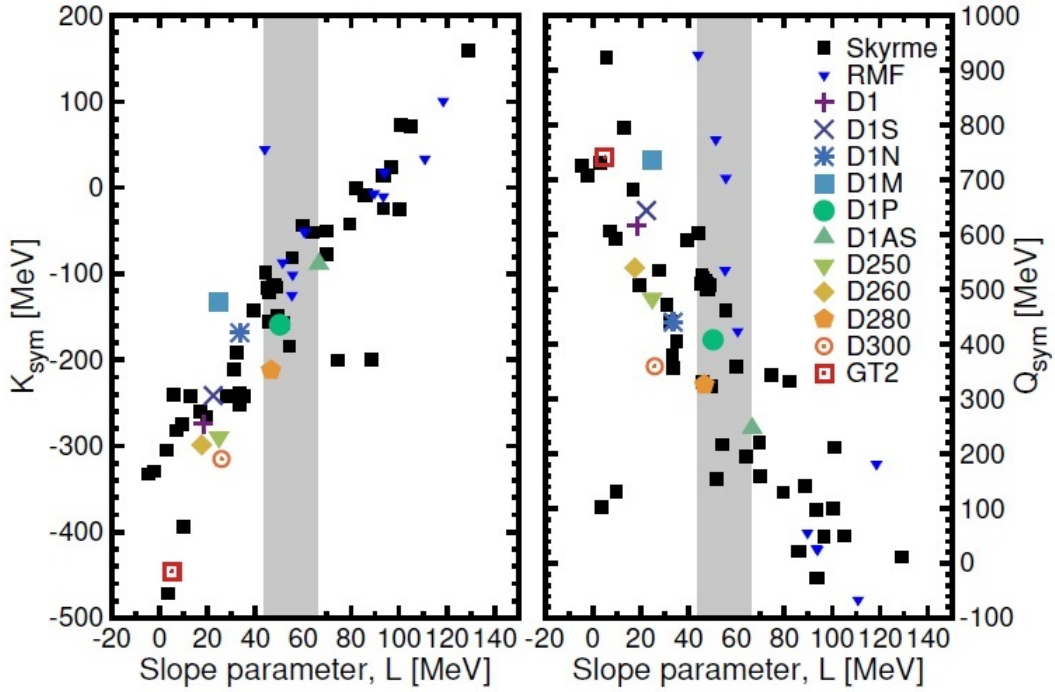 200
100
0
-100
-200
-300
-400
-500
K_sym [MeV]
-20 0 20 40 60 80 100 120 140
Slope parameter, L [MeV]
Skyrme
RMF
D1
D1S
D1N
D1M
D1P
D1AS
D250
D260
D280
D300
GT2
1000
900
800
700
600
500
400
300
200
100
0
-100
Q_sym [MeV]
-20 0 20 40 60 80 100 120 140
Slope parameter, L [MeV]